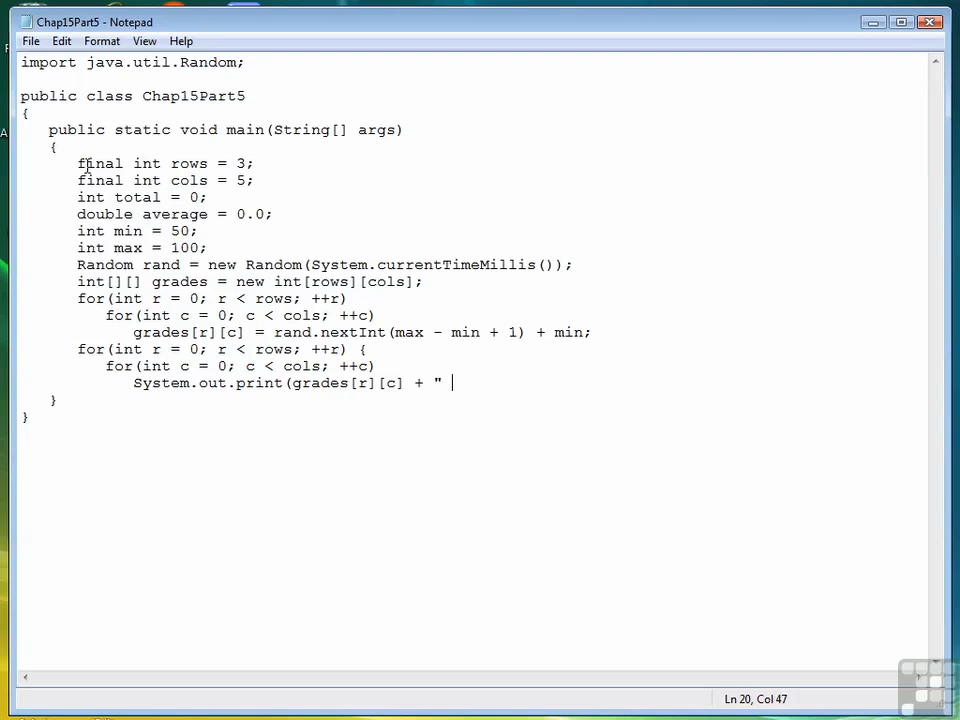 Chap15Part5 - Notepad
File Edit Format View Help
import java.util.Random;
public class Chap15Part5
{
public static void main(String[] args)
{
final int rows = 3;
final int cols = 5;
int total = 0;
double average = 0.0;
int min = 50;
int max = 100;
Random rand = new Random(System.currentTimeMillis());
int[][] grades = new int[rows][cols];
for(int r = 0; r < rows; ++r)
for(int c = 0; c < cols; ++c)
grades[r][c] = rand.nextInt(max - min + 1) + min;
for(int r = 0; r < rows; ++r) {
for(int c = 0; c < cols; ++c)
System.out.print(grades[r][c] + "
}
}
Ln 20, Col 47